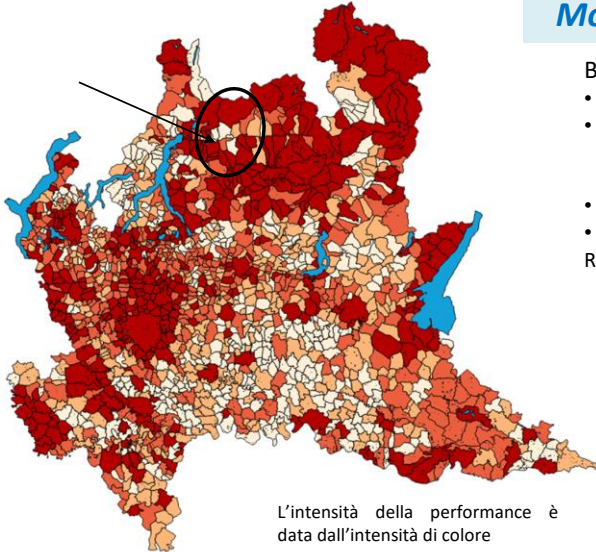 Mo
B
•
•
•
•
R
L'intensità della performance è
data dall'intensità di colore